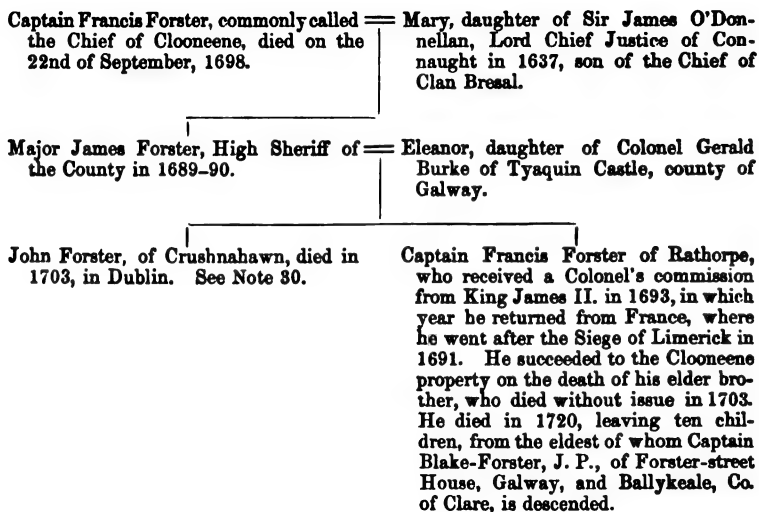 Captain Francis Forster, commonly called
the Chief of Clooneene, died on the
22nd of September, 1698.
Mary, daughter of Sir James O'Don-
nellan, Lord Chief Justice of Con-
naught in 1637, son of the Chief of
Clan Bresal.
Major James Forster, High Sheriff of
the County in 1689–90.
Eleanor, daughter of Colonel Gerald
Burke of Tyaquin Castle, county of
Galway.
John Forster, of Crushnahawn, died in
1703, in Dublin. See Note 30.
Captain Francis Forster of Rathorpe,
who received a Colonel's commission
from King James II. in 1693, in which
year he returned from France, where
he went after the Siege of Limerick in
1691. He succeeded to the Clooneene
property on the death of his elder bro-
ther, who died without issue in 1703.
He died in 1720, leaving ten chil-
dren, from the eldest of whom Captain
Blake-Forster, J. P., of Forster-street
House, Galway, and Ballykeale, Co.
of Clare, is descended.